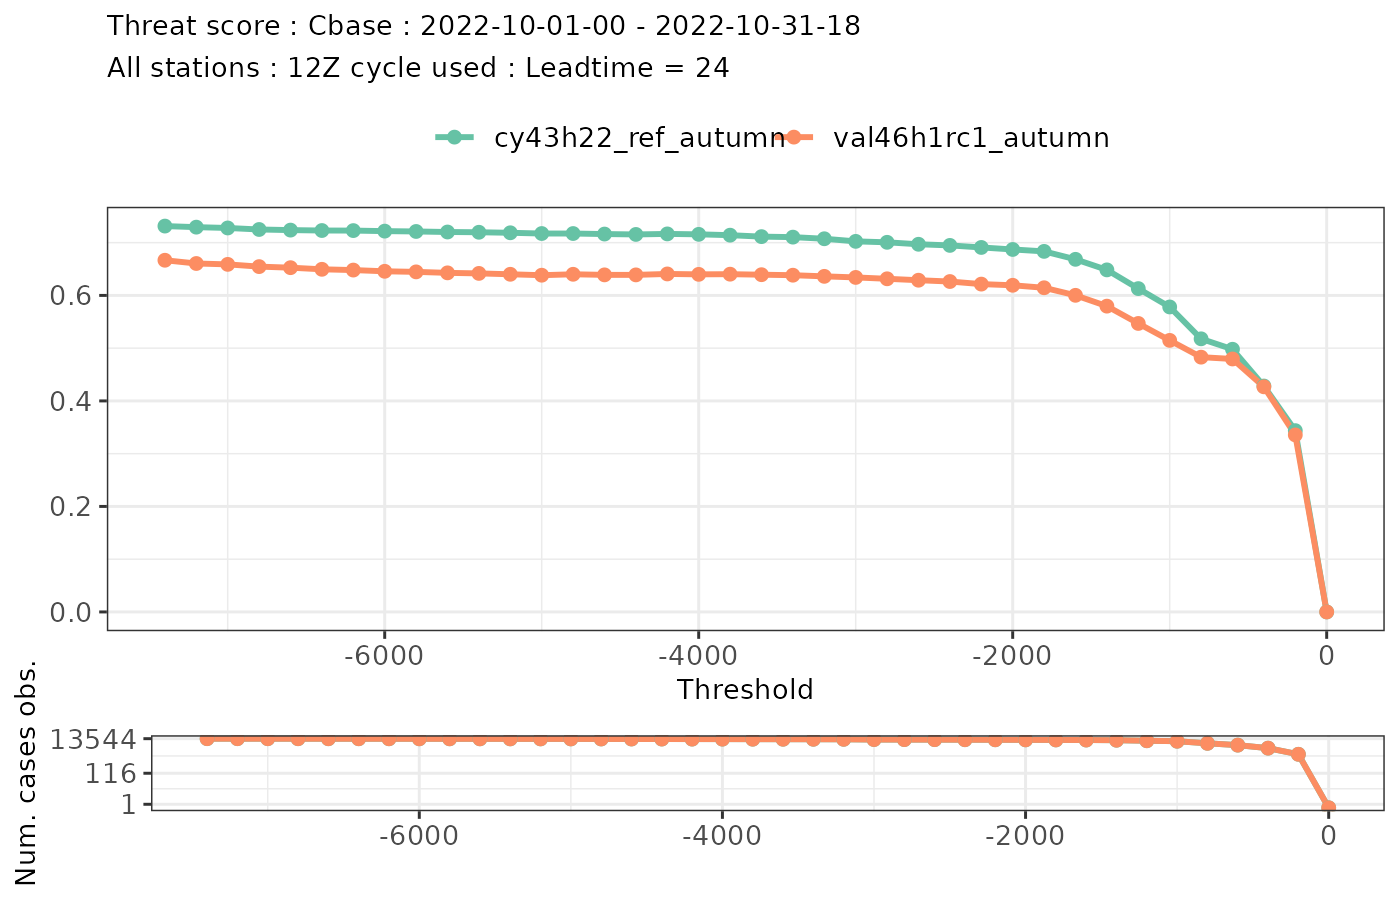 Threat score : Cbase : 2022-10-01-00 - 2022-10-31-18
All stations : 12Z cycle used : Leadtime = 24
cy43h22_ref_autumn val46h1rc1_autumn
0.6
0.4
0.2
0.0
-6000 -4000 -2000 0
Threshold
Num. cases obs.
13544
116
1
-6000 -4000 -2000 0